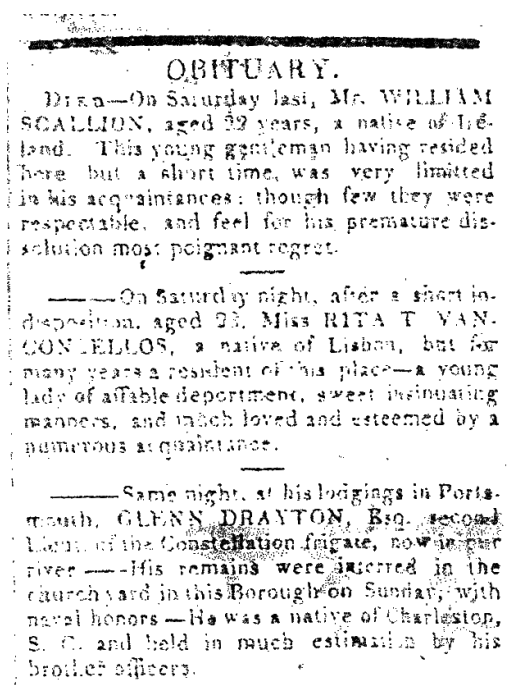 OBITUARY.
DIED—On Saturday last, Mr. WILLIAM
SCALLION, aged 22 years, a native of Ire-
land. This young gentleman having resided
here but a short time, was very limitted
in his acquaintances: though few they were
respectable, and feel for his premature dis-
solution most poignant regret.
———On Saturday night, after a short in-
disposition, aged 23, Miss RITA T VAN-
CONCELLOS, a native of Lisbon, but for
many years a resident of this place—a young
lady of affable deportment, sweet insinuating
manners, and much loved and esteemed by a
numerous acquaintance.
———Same night, at his lodgings in Ports-
mouth, GLENN DRAYTON, Esq. second
Lieut. of the Constellation frigate, now in our
river.——His remains were interred in the
church yard in this Borough on Sunday, with
naval honors—He was a native of Charleston,
S. C. and held in much estimation by his
brother officers.